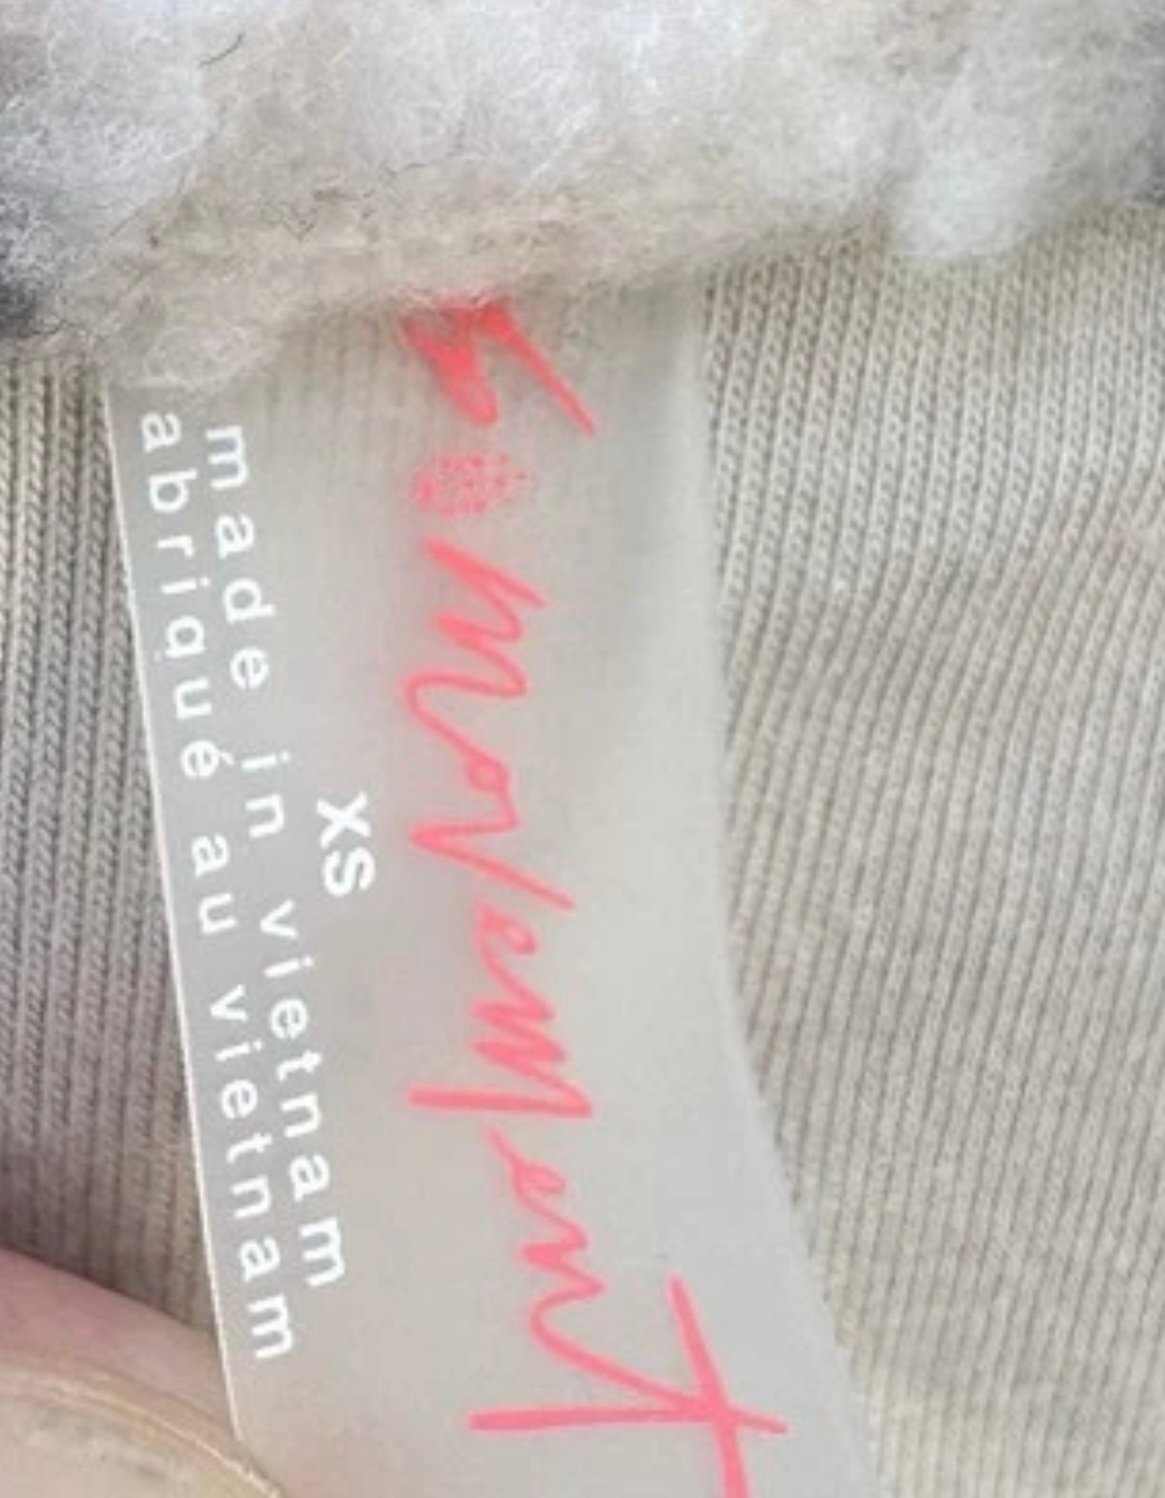 movement
XS
made in vietnam
abriqué au vietnam